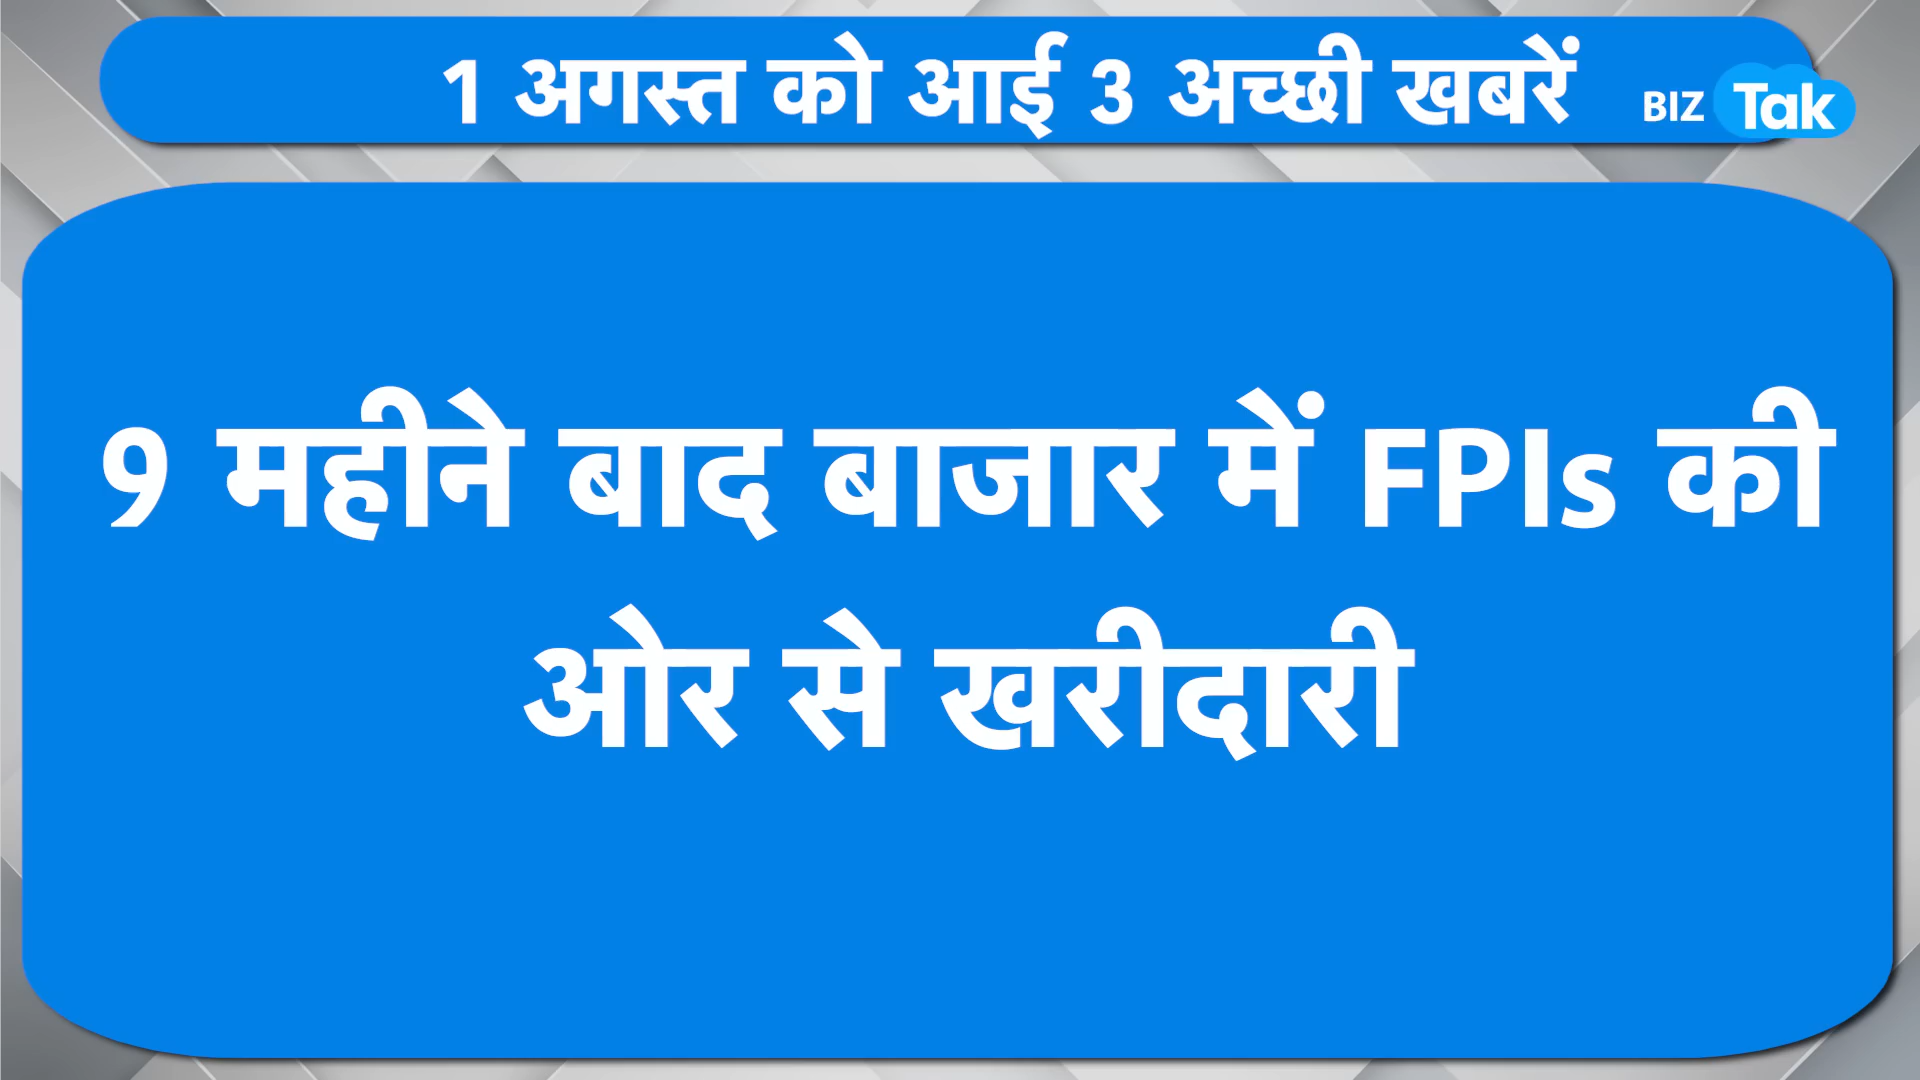 1 अगस्त को आई 3 अच्छी खबरें
BIZ Tak
9 महीने बाद बाजार में FPIs की
ओर से खरीदारी